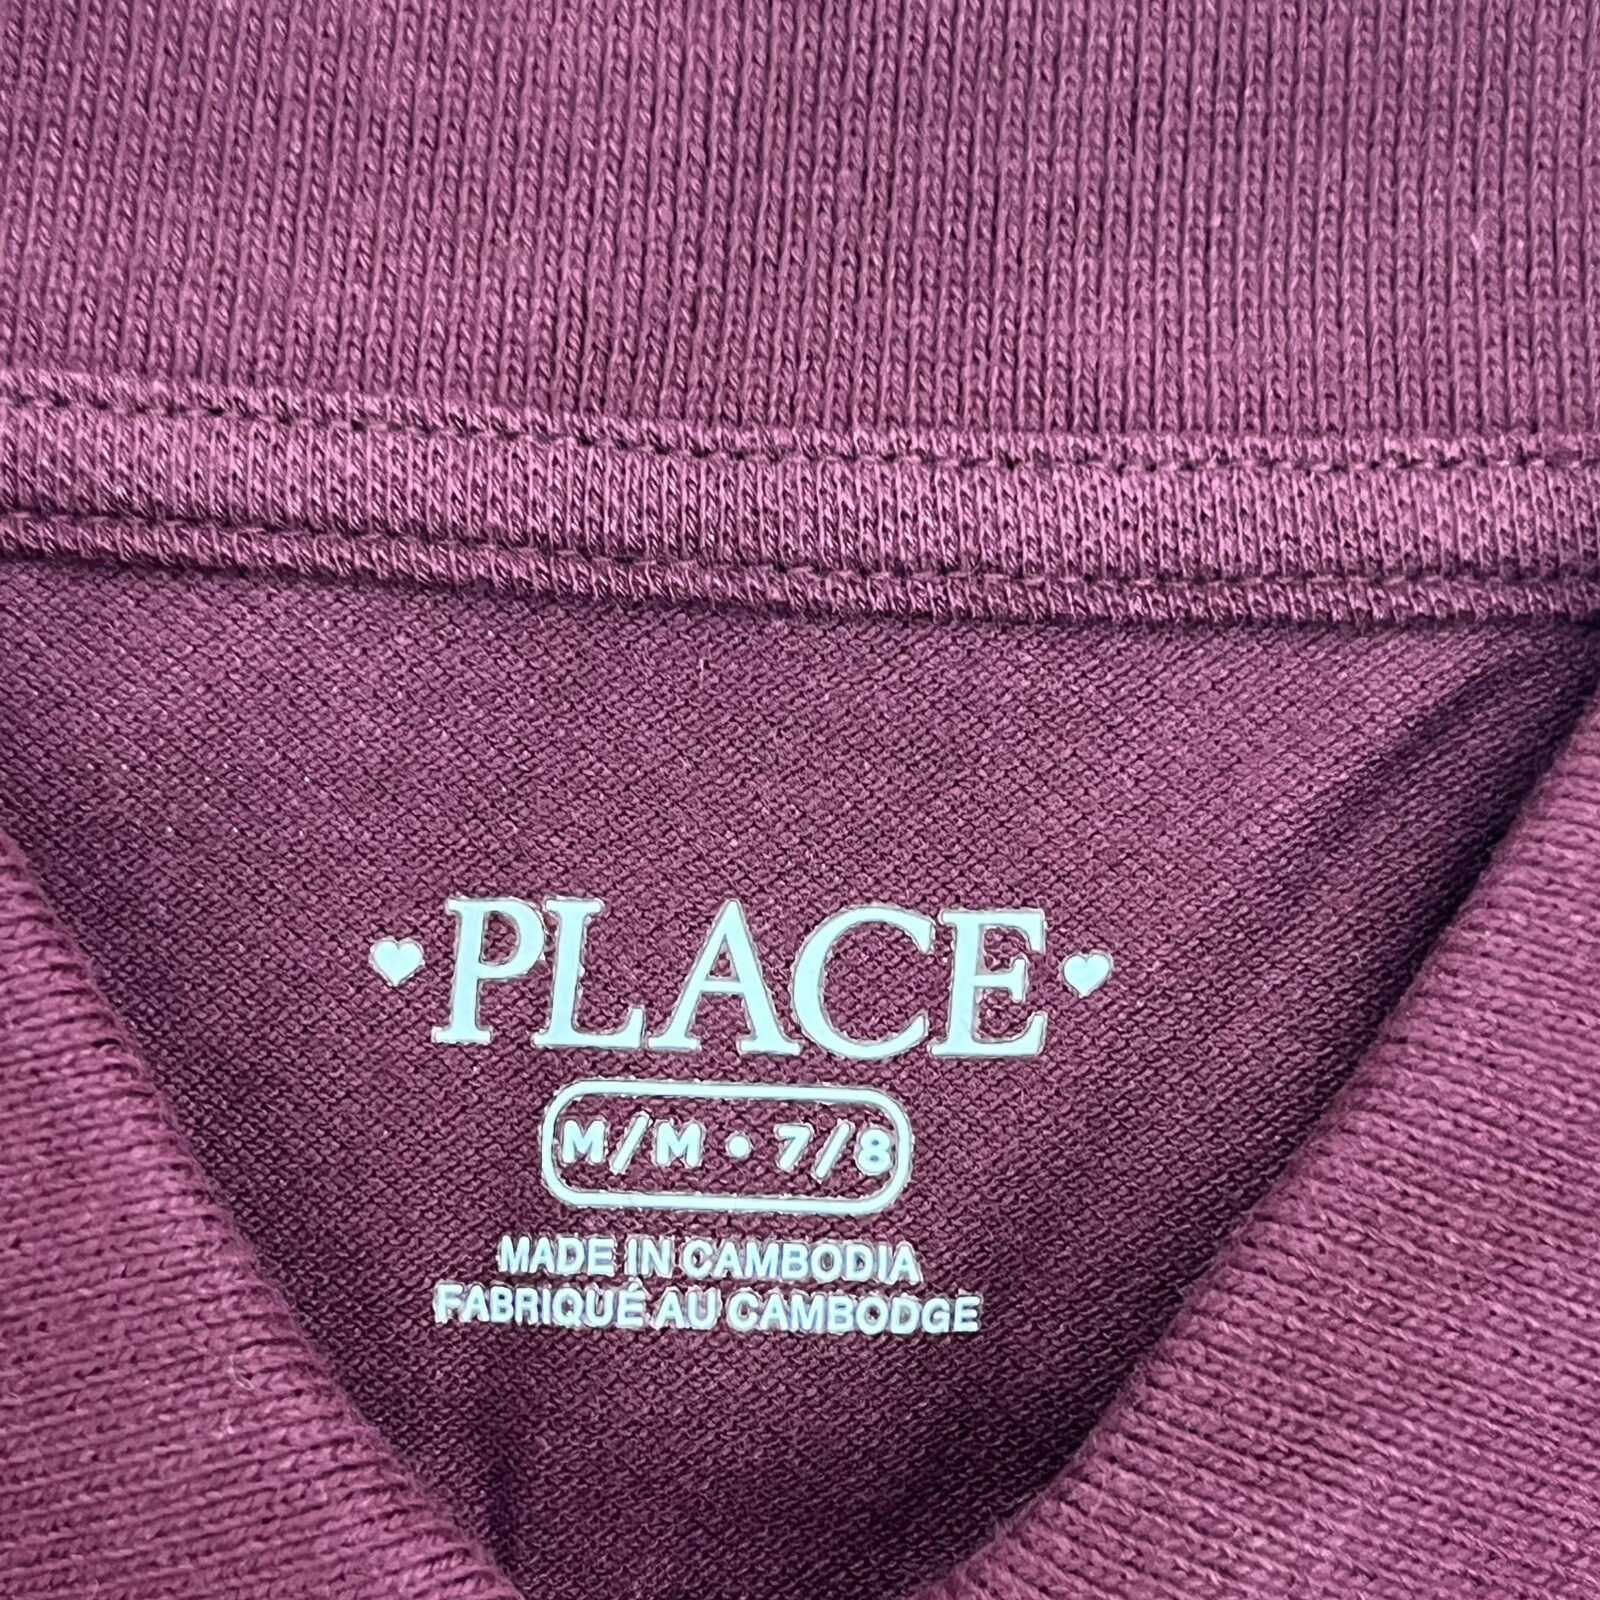 PLACE
M/M • 7/8
MADE IN CAMBODIA
FABRIQUÉ AU CAMBODGE